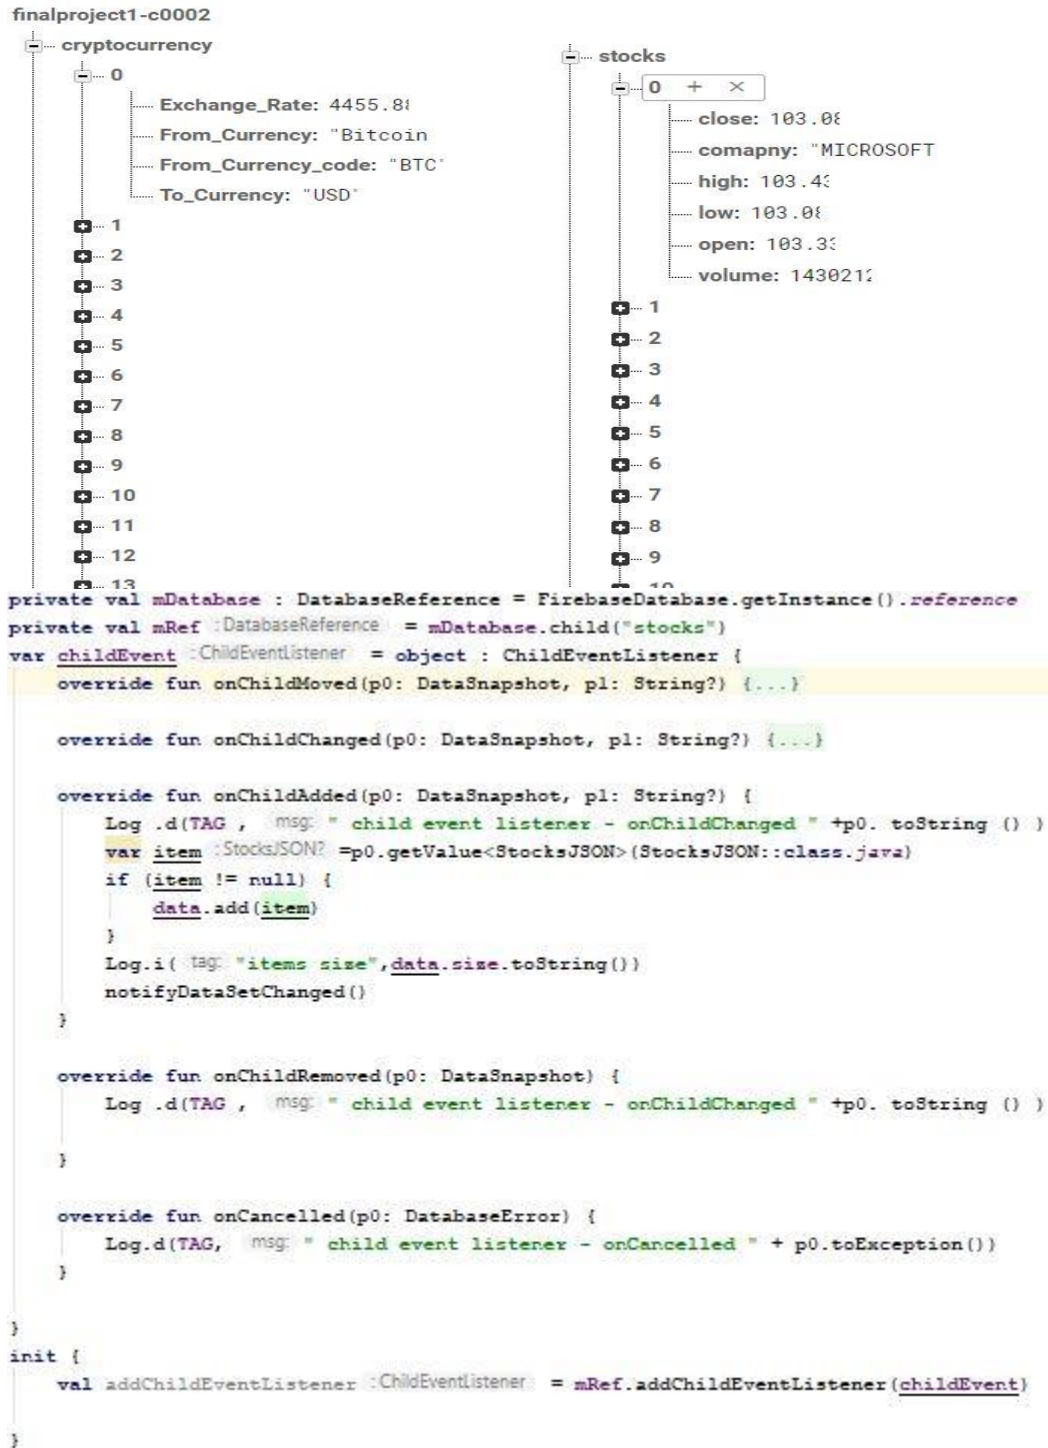 finalproject1-c0002
cryptocurrency
0
Exchange_Rate: 4455.8
From_Currency: "Bitcoin
From_Currency_code: "BTC"
To_Currency: "USD"
1
2
3
4
5
6
7
8
9
10
11
12
13
stocks
0 + ×
close: 103.08
comapny: "MICROSOFT
high: 103.43
low: 103.08
open: 103.33
volume: 1430212
1
2
3
4
5
6
7
8
9
10
private val mDatabase : DatabaseReference = FirebaseDatabase.getInstance().reference
private val mRef :DatabaseReference = mDatabase.child("stocks")
var childEvent :ChildEventListener = object : ChildEventListener {
override fun onChildMoved(p0: DataSnapshot, p1: String?) {...}
override fun onChildChanged(p0: DataSnapshot, p1: String?) {...}
override fun onChildAdded(p0: DataSnapshot, p1: String?) {
Log .d(TAG , msg: " child event listener - onChildChanged " +p0. toString () )
var item :StocksJSON? =p0.getValue<StocksJSON>(StocksJSON::class.java)
if (item != null) {
data.add(item)
}
Log.i( tag: "items size",data.size.toString())
notifyDataSetChanged()
}
override fun onChildRemoved(p0: DataSnapshot) {
Log .d(TAG , msg: " child event listener - onChildChanged " +p0. toString () )
}
override fun onCancelled(p0: DatabaseError) {
Log.d(TAG, msg: " child event listener - onCancelled " + p0.toException())
}
}
init {
val addChildEventListener :ChildEventListener = mRef.addChildEventListener(childEvent)
}